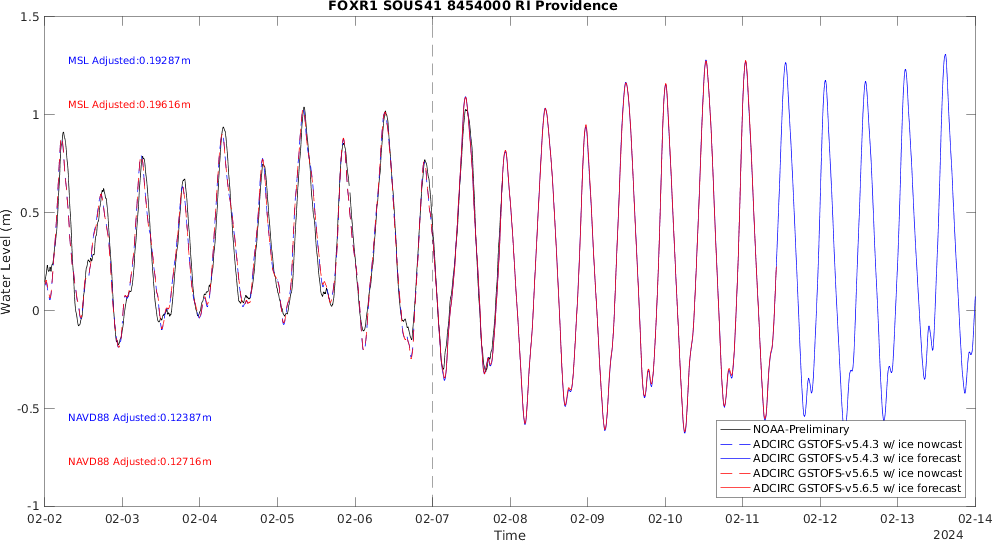 FOXR1 SOUS41 8454000 RI Providence
1.5
MSL Adjusted:0.19287m
MSL Adjusted:0.19616m
1
0.5
Water Level (m)
0
-0.5
NAVD88 Adjusted:0.12387m
NAVD88 Adjusted:0.12716m
NOAA-Preliminary
ADCIRC GSTOFS-v5.4.3 w/ ice nowcast
ADCIRC GSTOFS-v5.4.3 w/ ice forecast
ADCIRC GSTOFS-v5.6.5 w/ ice nowcast
ADCIRC GSTOFS-v5.6.5 w/ ice forecast
-1
02-02 02-03 02-04 02-05 02-06 02-07 02-08 02-09 02-10 02-11 02-12 02-13 02-14
Time
2024